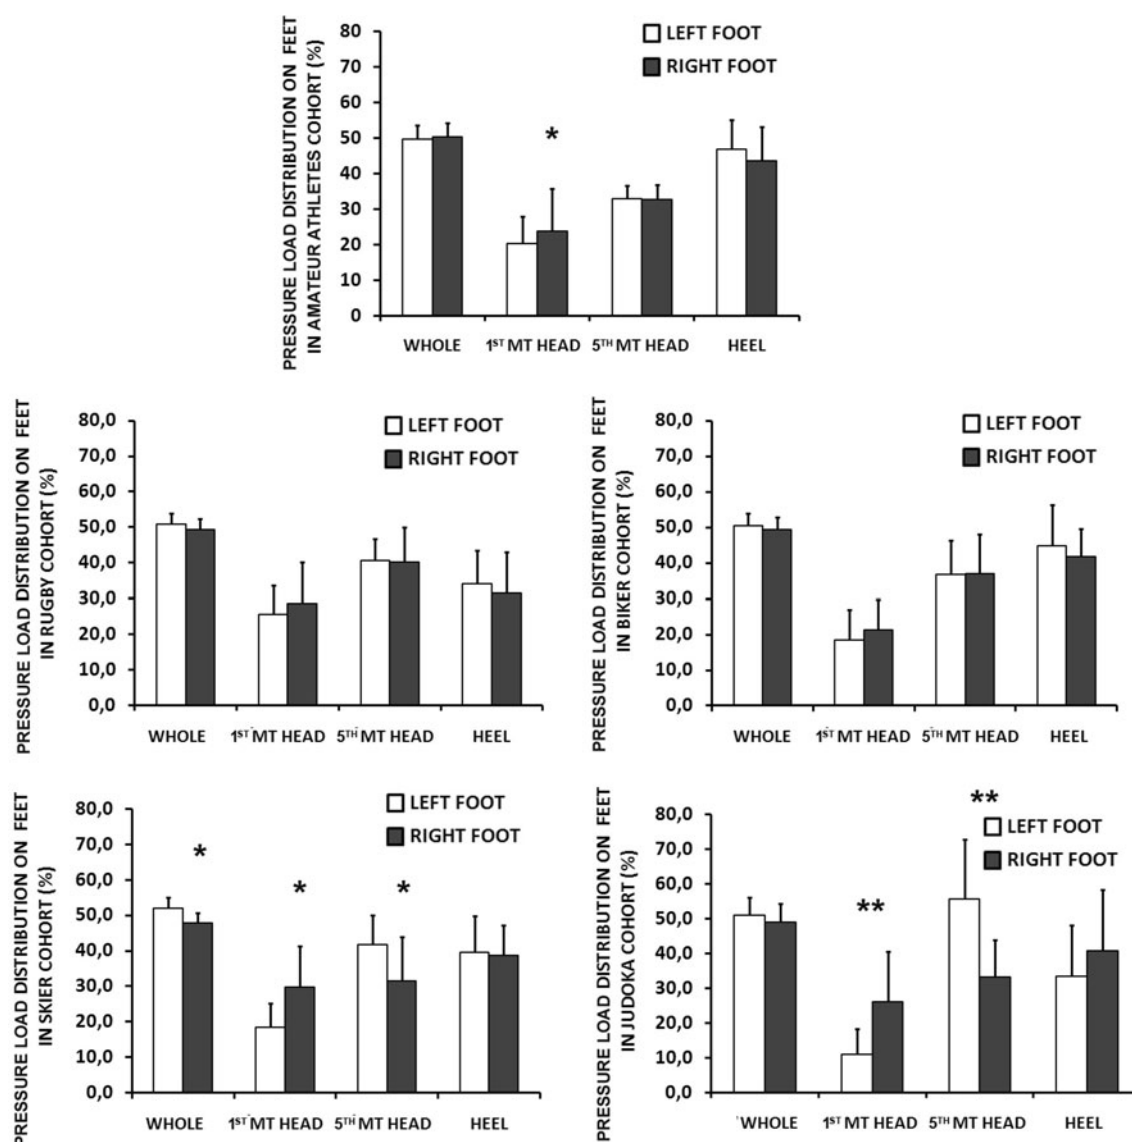 PRESSURE LOAD DISTRIBUTION ON FEET
IN AMATEUR ATHLETES COHORT (%)
80
70
60
50
40
30
20
10
0
LEFT FOOT
RIGHT FOOT
*
WHOLE 1ST MT HEAD 5TH MT HEAD HEEL
PRESSURE LOAD DISTRIBUTION ON FEET
IN RUGBY COHORT (%)
80,0
70,0
60,0
50,0
40,0
30,0
20,0
10,0
0,0
LEFT FOOT
RIGHT FOOT
WHOLE 1ST MT HEAD 5TH MT HEAD HEEL
PRESSURE LOAD DISTRIBUTION ON FEET
IN BIKER COHORT (%)
80,0
70,0
60,0
50,0
40,0
30,0
20,0
10,0
0,0
LEFT FOOT
RIGHT FOOT
WHOLE 1ST MT HEAD 5TH MT HEAD HEEL
PRESSURE LOAD DISTRIBUTION ON FEET
IN SKIER COHORT (%)
80,0
70,0
60,0
50,0
40,0
30,0
20,0
10,0
0,0
LEFT FOOT
RIGHT FOOT
* * *
WHOLE 1ST MT HEAD 5TH MT HEAD HEEL
PRESSURE LOAD DISTRIBUTION ON FEET
IN JUDOKA COHORT (%)
80,0
70,0
60,0
50,0
40,0
30,0
20,0
10,0
0,0
**
LEFT FOOT
RIGHT FOOT
**
WHOLE 1ST MT HEAD 5TH MT HEAD HEEL